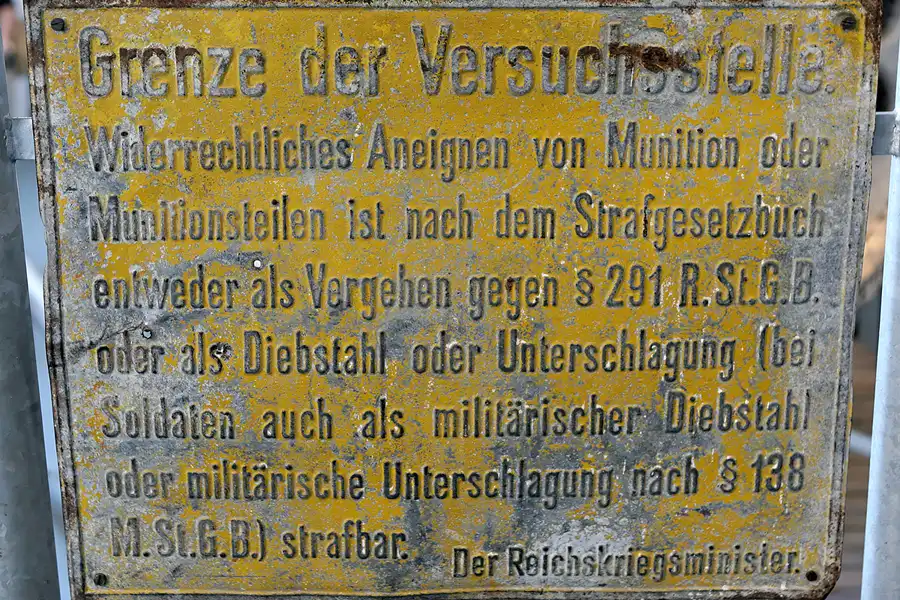 Grenze der Versuchsstelle.
Widerrechtliches Aneignen von Munition oder
Munitionsteilen ist nach dem Strafgesetzbuch
entweder als Vergehen gegen § 291 R.St.G.B.
oder als Diebstahl oder Unterschlagung (bei
Soldaten auch als militärischer Diebstahl
oder militärische Unterschlagung nach § 138
M.St.G.B.) strafbar.
Der Reichskriegsminister.